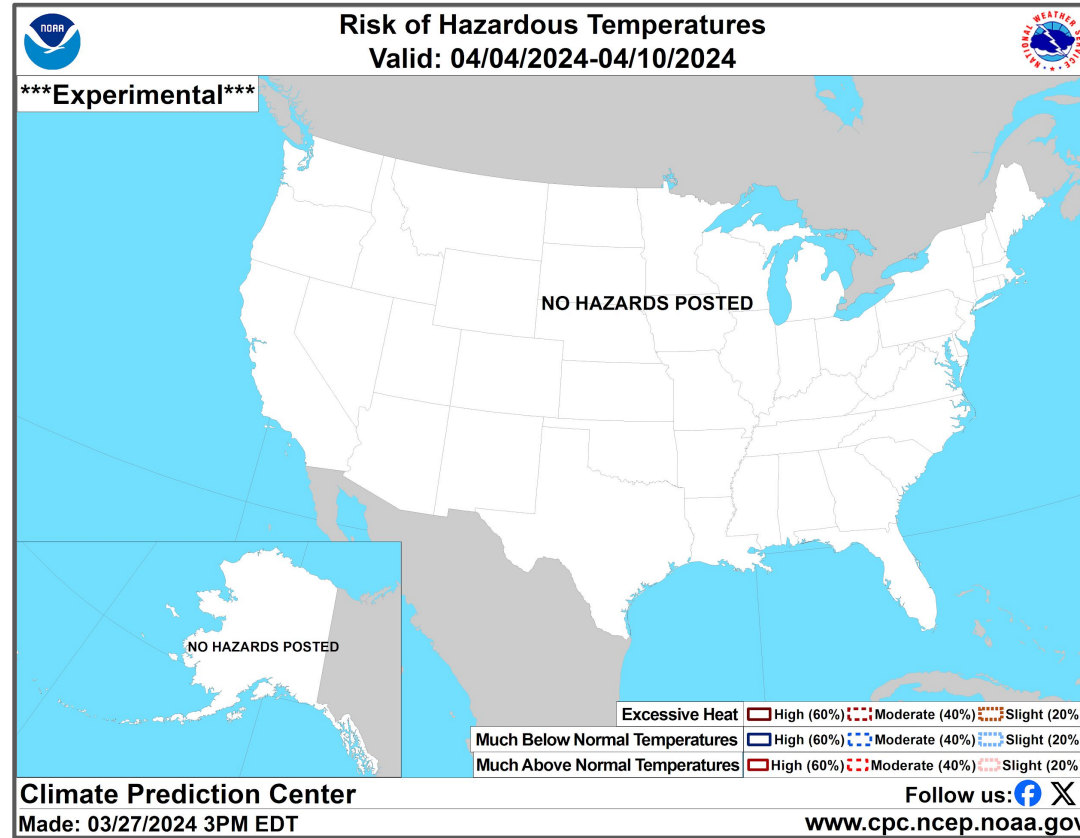 NOAA
Risk of Hazardous Temperatures
Valid: 04/04/2024-04/10/2024
NATIONAL WEATHER SERVICE
***Experimental***
NO HAZARDS POSTED
NO HAZARDS POSTED
Excessive Heat High (60%) Moderate (40%) Slight (20%
Much Below Normal Temperatures High (60%) Moderate (40%) Slight (20%
Much Above Normal Temperatures High (60%) Moderate (40%) Slight (20%
Climate Prediction Center
Follow us:
Made: 03/27/2024 3PM EDT
www.cpc.ncep.noaa.gov